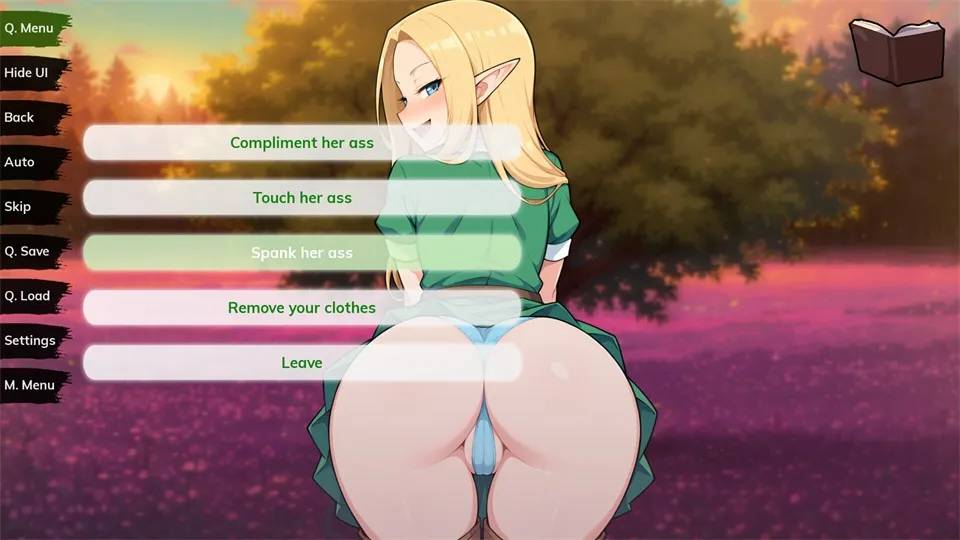 Q. Menu
Hide UI
Back
Auto
Skip
Q. Save
Q. Load
Settings
M. Menu
Compliment her ass
Touch her ass
Spank her ass
Remove your clothes
Leave